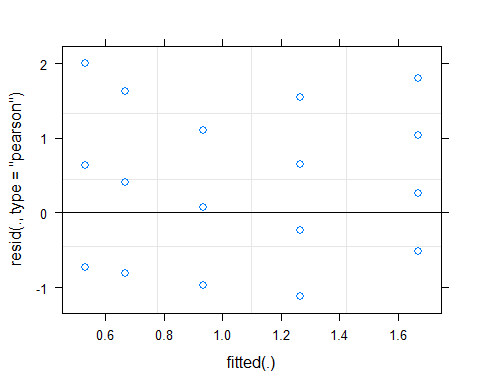 resid(., type = "pearson")
2
1
0
-1
0.6 0.8 1.0 1.2 1.4 1.6
fitted(.)